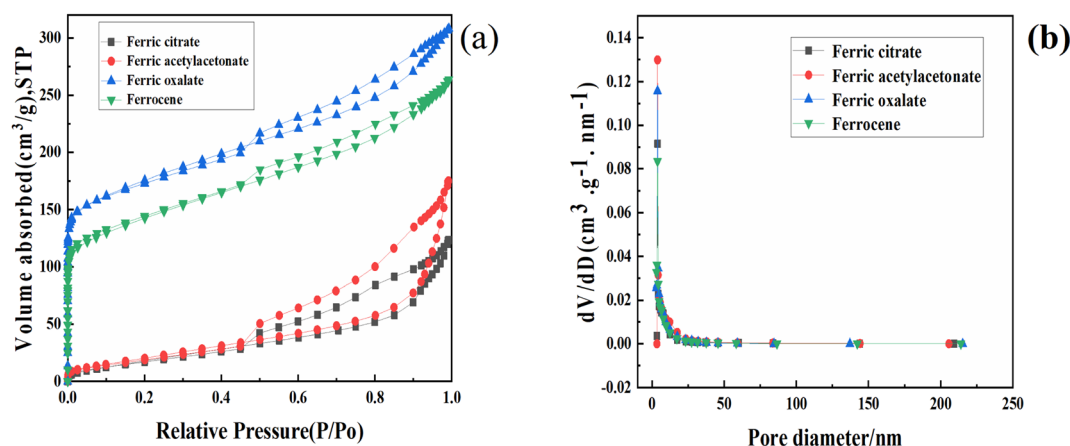 (a)
Ferric citrate
Ferric acetylacetonate
Ferric oxalate
Ferrocene
Volume absorbed(cm³/g),STP
300
250
200
150
100
50
0
0.0 0.2 0.4 0.6 0.8 1.0
Relative Pressure(P/Po)
(b)
Ferric citrate
Ferric acetylacetonate
Ferric oxalate
Ferrocene
dV/dD(cm³ .g⁻¹. nm⁻¹)
0.14
0.12
0.10
0.08
0.06
0.04
0.02
0.00
-0.02
0 50 100 150 200 250
Pore diameter/nm